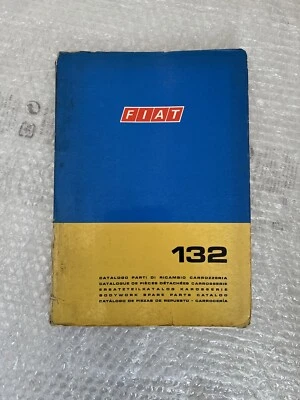 FIAT
132
CATALOGO PARTI DI RICAMBIO CARROZZERIA
CATALOGUE DE PIÈCES DÉTACHÉES CARROSSERIE
ERSATZTEILKATALOG KAROSSERIE
BODYWORK SPARE PARTS CATALOG
CATALOGO DE PIEZAS DE REPUESTO - CARROCERÍA